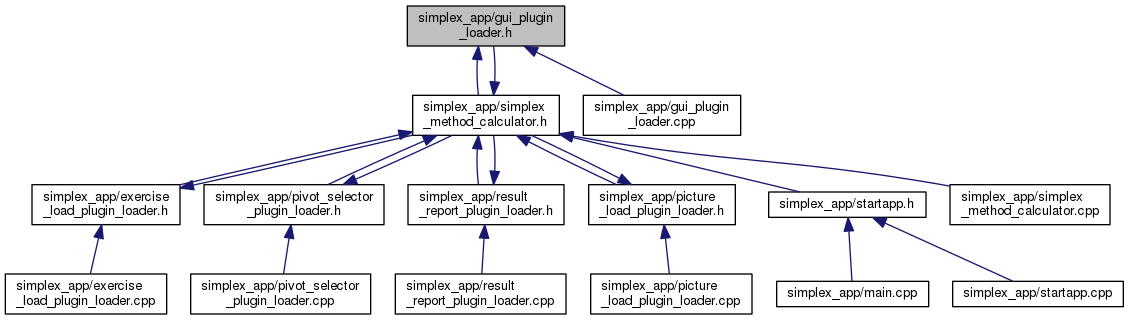 simplex_app/gui_plugin
_loader.h
simplex_app/simplex
_method_calculator.h
simplex_app/gui_plugin
_loader.cpp
simplex_app/exercise
_load_plugin_loader.h
simplex_app/pivot_selector
_plugin_loader.h
simplex_app/result
_report_plugin_loader.h
simplex_app/picture
_load_plugin_loader.h
simplex_app/startapp.h
simplex_app/simplex
_method_calculator.cpp
simplex_app/exercise
_load_plugin_loader.cpp
simplex_app/pivot_selector
_plugin_loader.cpp
simplex_app/result
_report_plugin_loader.cpp
simplex_app/picture
_load_plugin_loader.cpp
simplex_app/main.cpp
simplex_app/startapp.cpp